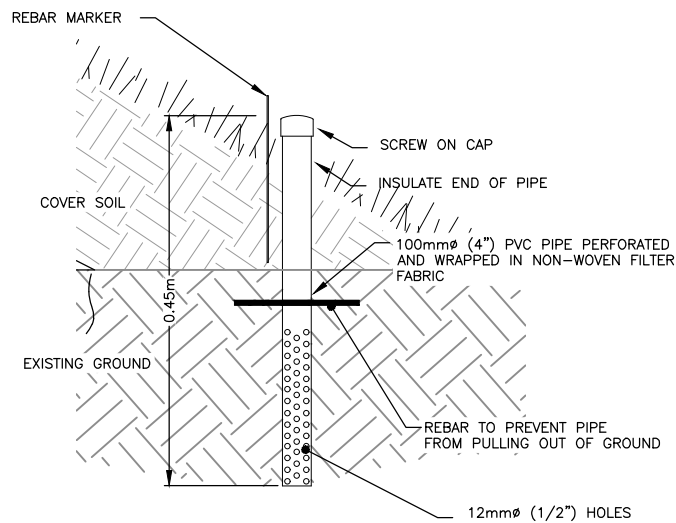 REBAR MARKER
SCREW ON CAP
INSULATE END OF PIPE
COVER SOIL
100mmø (4") PVC PIPE PERFORATED
AND WRAPPED IN NON-WOVEN FILTER
FABRIC
0.45m
EXISTING GROUND
REBAR TO PREVENT PIPE
FROM PULLING OUT OF GROUND
12mmø (1/2") HOLES